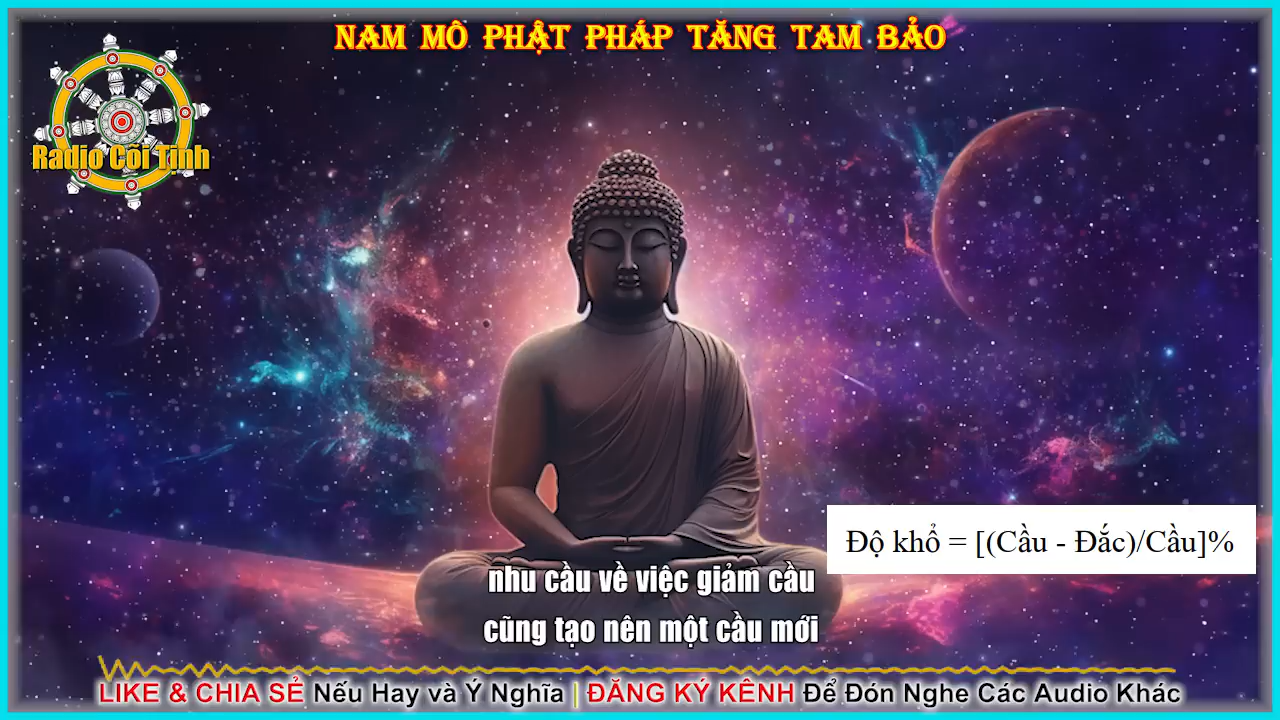 NAM MÔ PHẬT PHÁP TĂNG TAM BẢO
Radio Cõi Tịnh
Độ khổ = [(Cầu - Đắc)/Cầu]%
nhu cầu về việc giảm cầu
cũng tạo nên một cầu mới
LIKE & CHIA SẺ Nếu Hay và Ý Nghĩa | ĐĂNG KÝ KÊNH Để Đón Nghe Các Audio Khác